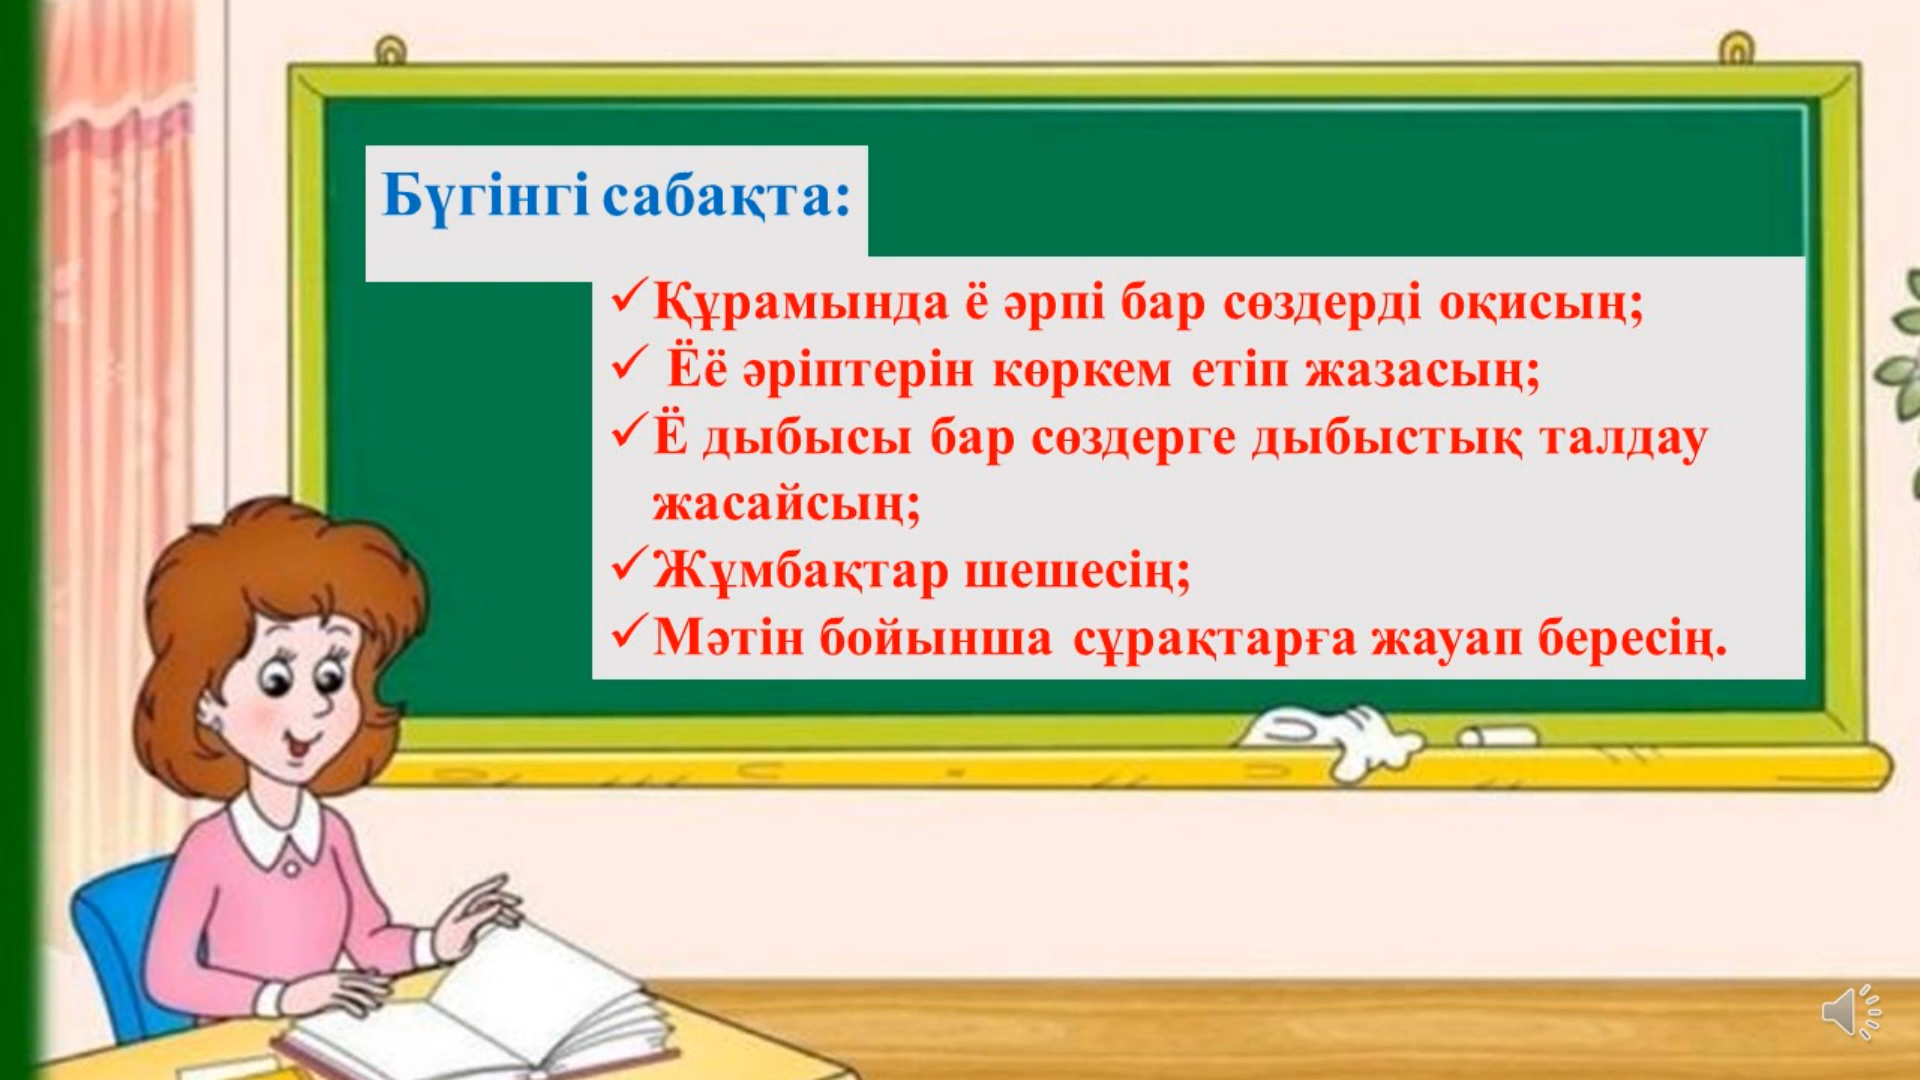 Бүгінгі сабақта:
✓Құрамында ё әрпі бар сөздерді оқисың;
✓ Ёё әріптерін көркем етіп жазасың;
✓Ё дыбысы бар сөздерге дыбыстық талдау
жасайсың;
✓Жұмбақтар шешесің;
✓Мәтін бойынша сұрақтарға жауап бересің.